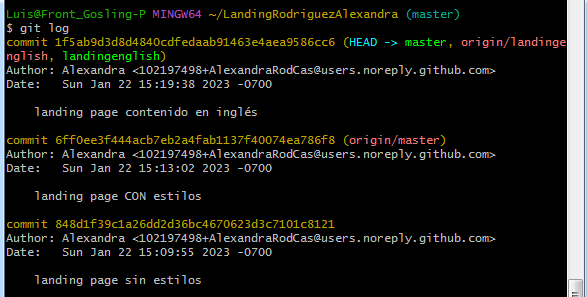 Luis@Front_Gosling-P MINGW64 ~/LandingRodriguezAlexandra (master)
$ git log
commit 1f5ab9d3d8d4840cdfedaab91463e4aea9586cc6 (HEAD -> master, origin/landinge
nglish, landingenglish)
Author: Alexandra <102197498+AlexandraRodCas@users.noreply.github.com>
Date:   Sun Jan 22 15:19:38 2023 -0700
landing page contenido en inglés
commit 6ff0ee3f444acb7eb2a4fab1137f40074ea786f8 (origin/master)
Author: Alexandra <102197498+AlexandraRodCas@users.noreply.github.com>
Date:   Sun Jan 22 15:13:02 2023 -0700
landing page CON estilos
commit 848d1f39c1a26dd2d36bc4670623d3c7101c8121
Author: Alexandra <102197498+AlexandraRodCas@users.noreply.github.com>
Date:   Sun Jan 22 15:09:55 2023 -0700
landing page sin estilos